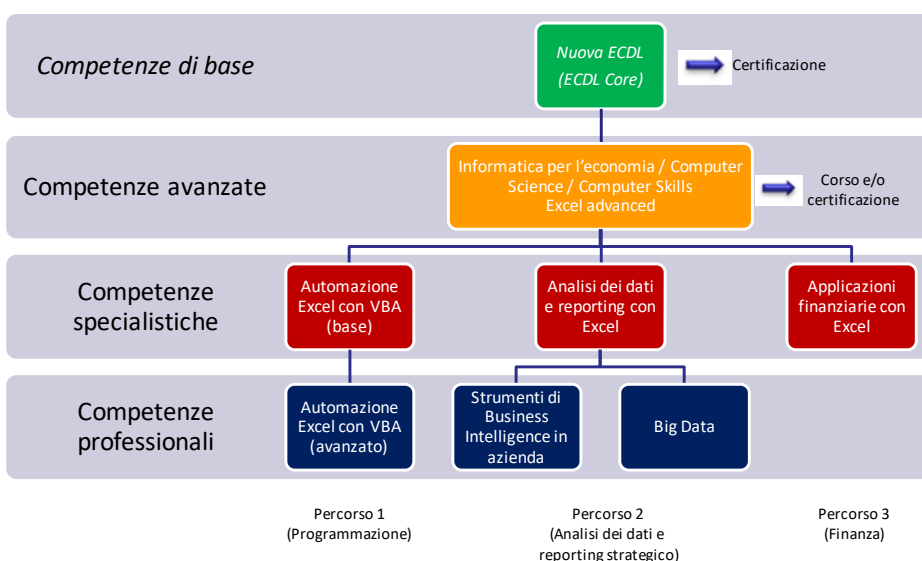 Competenze di base
Nuova ECDL
(ECDL Core)
Certificazione
Competenze avanzate
Informatica per l'economia / Computer
Science / Computer Skills
Excel advanced
Corso e/o
certificazione
Competenze
specialistiche
Automazione
Excel con VBA
(base)
Analisi dei dati
e reporting con
Excel
Applicazioni
finanziarie con
Excel
Competenze
professionali
Automazione
Excel con VBA
(avanzato)
Strumenti di
Business
Intelligence in
azienda
Big Data
Percorso 1
(Programmazione)
Percorso 2
(Analisi dei dati e
reporting strategico)
Percorso 3
(Finanza)